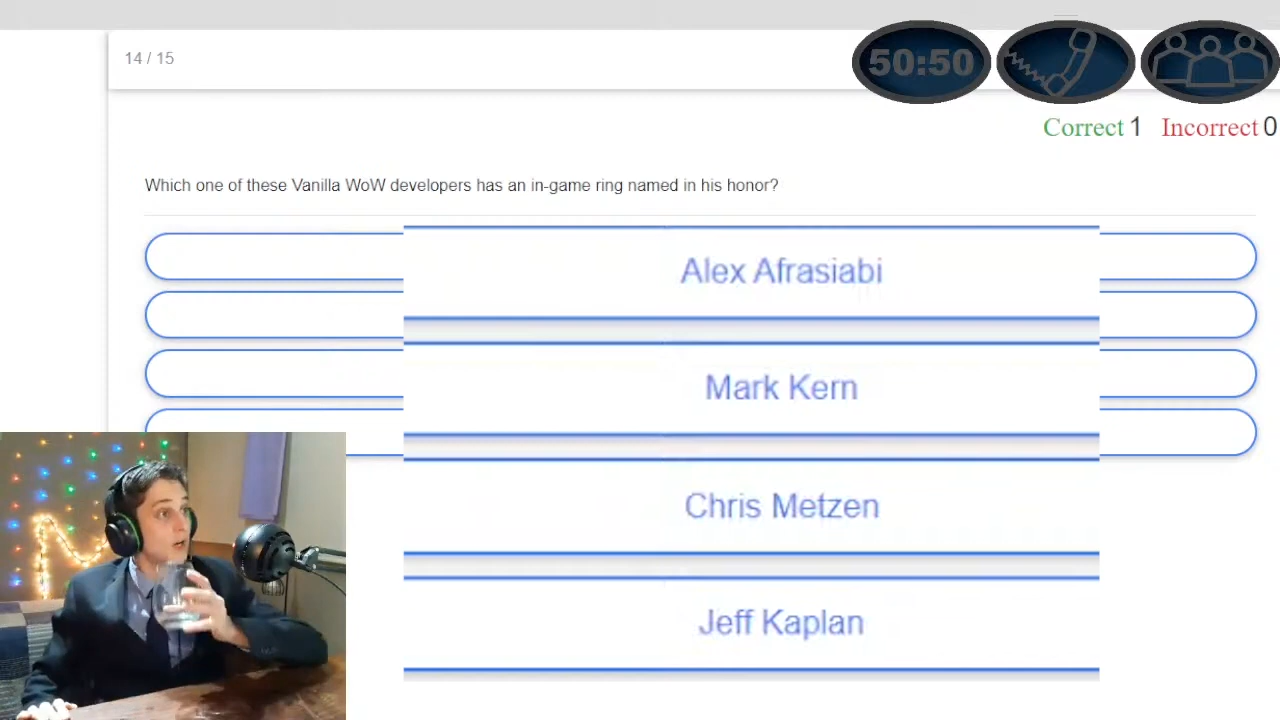 14 / 15
50:50
Correct 1 Incorrect 0
Which one of these Vanilla WoW developers has an in-game ring named in his honor?
Alex Afrasiabi
Mark Kern
Chris Metzen
Jeff Kaplan